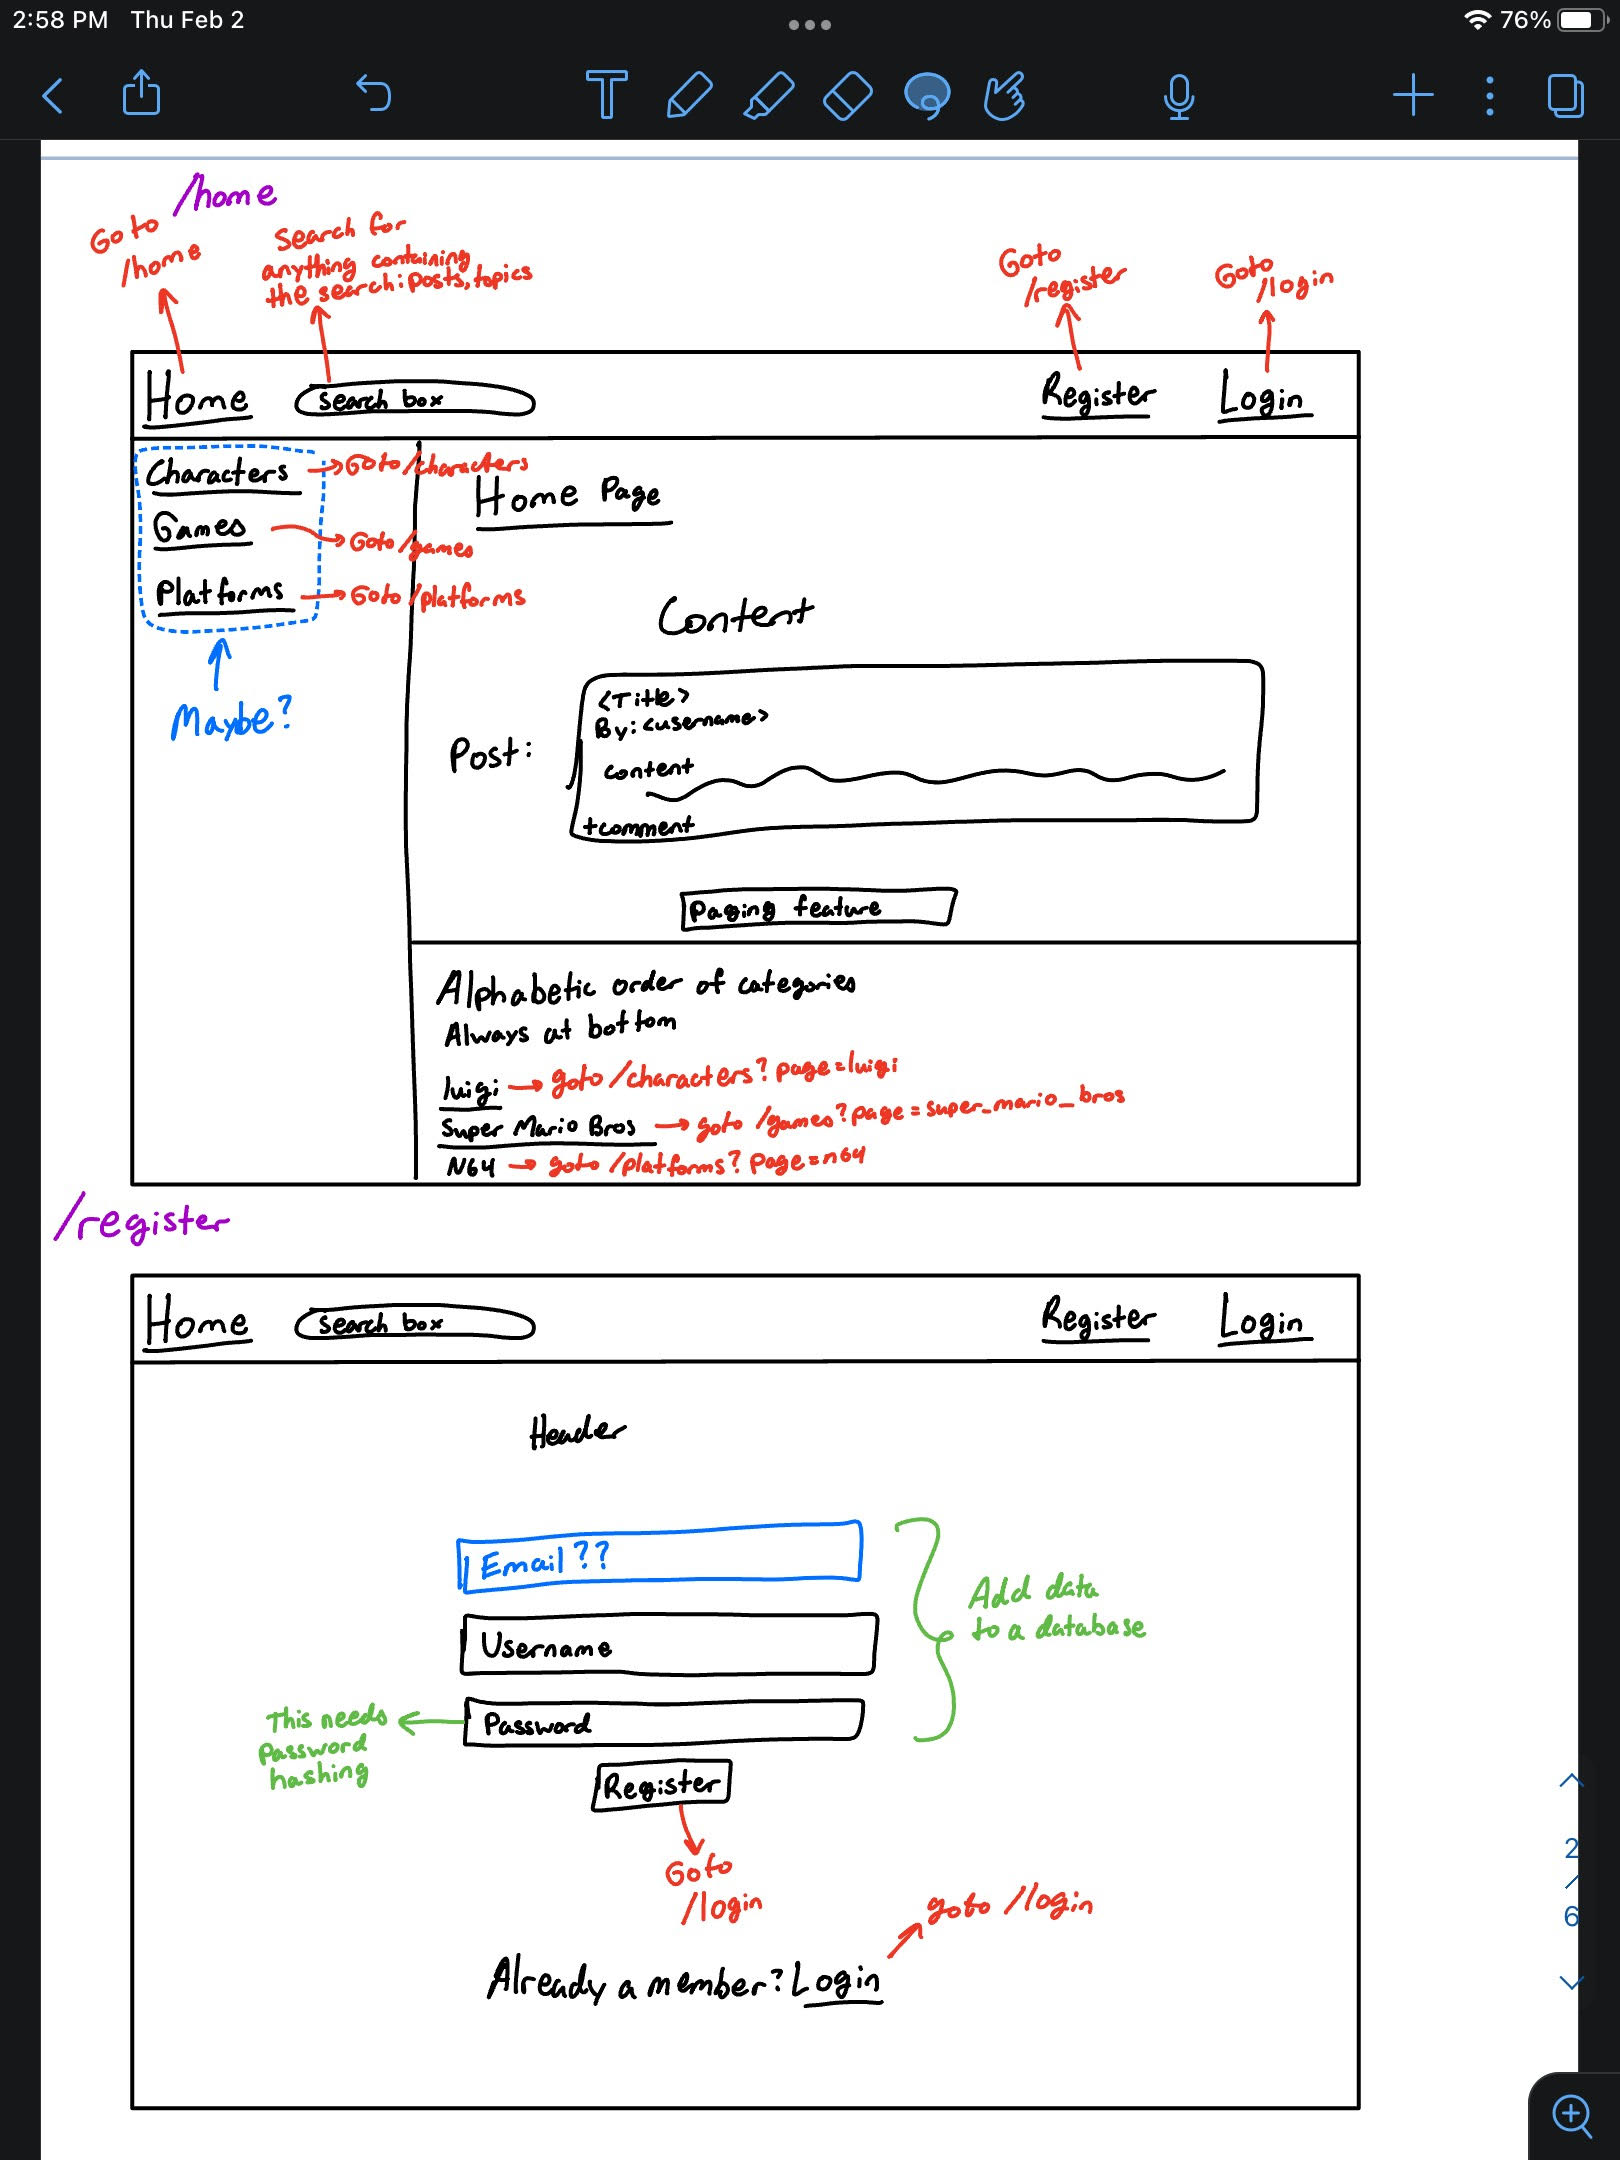 2:58 PM Thu Feb 2
76%
/home
Go to
/home
Search for
anything containing
the search: posts, topics
Goto
/register
Goto
/login
Home
search box
Register
Login
Characters
Goto /characters
Games
Goto /games
Platforms
Goto /platforms
Maybe?
Home Page
Content
Post:
<Title>
By: <username>
content
+comment
Paging feature
Alphabetic order of categories
Always at bottom
luigi
goto /characters? page=luigi
Super Mario Bros
goto /games? page = super_mario_bros
N64
goto /platforms? page=n64
/register
Home
search box
Register
Login
Header
Email ??
Username
Password
Add data
to a database
This needs
Password
hashing
Register
Goto
/login
goto /login
Already a member? Login
2
/
6